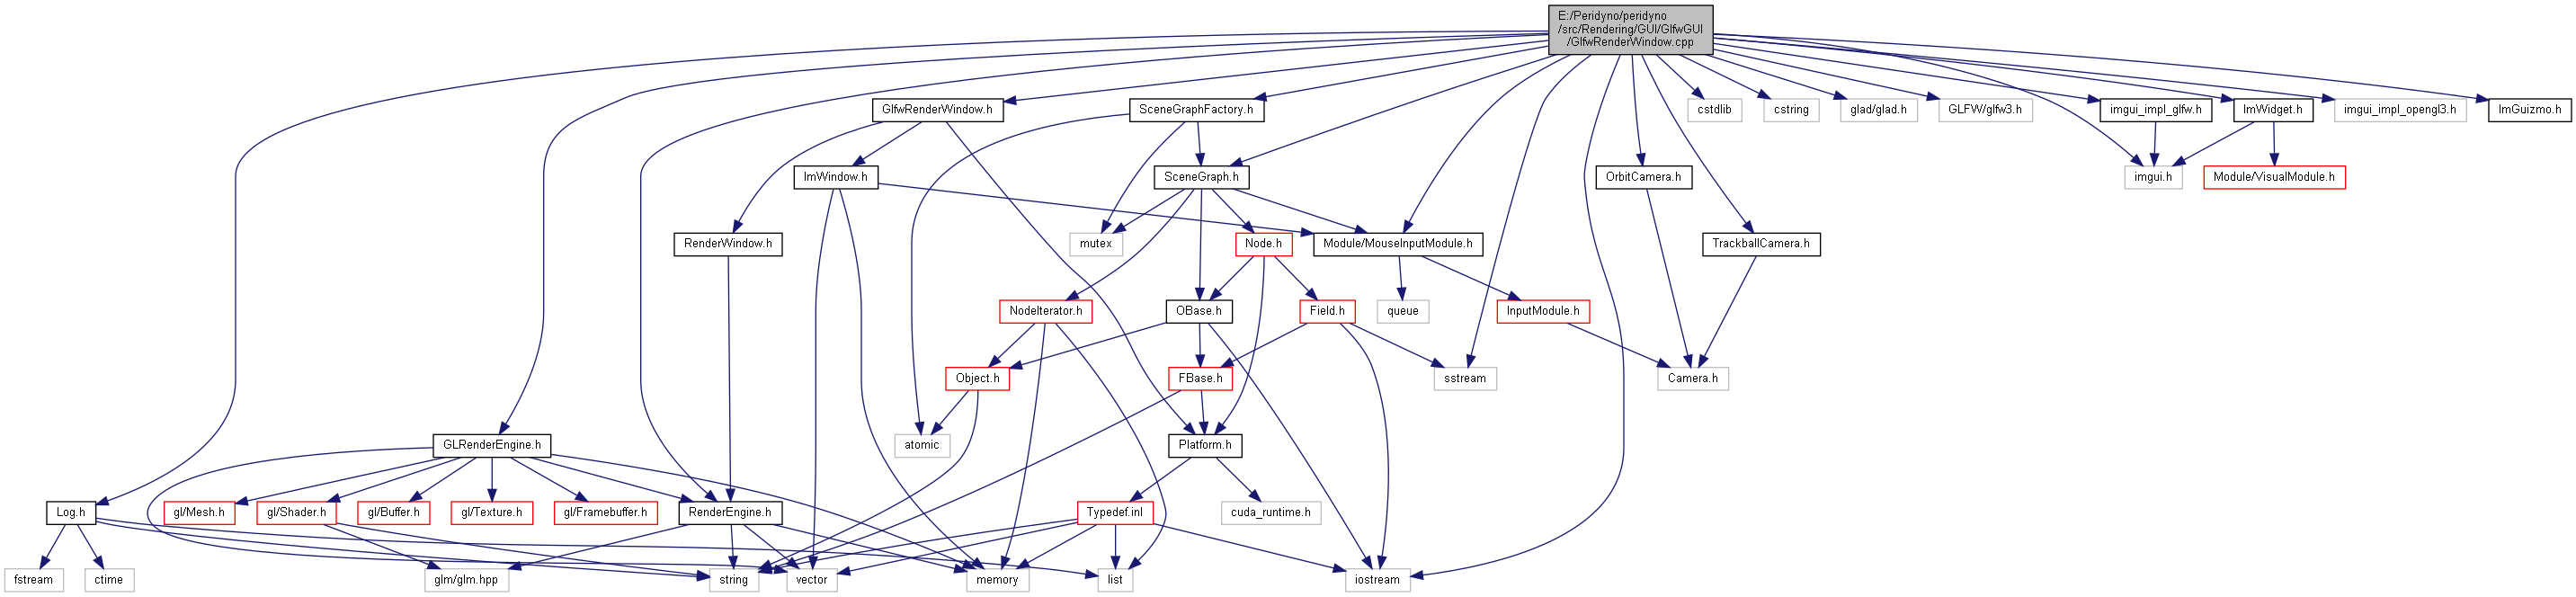 E:/Peridyno/peridyno
/src/Rendering/GUI/GlfwGUI
/GlfwRenderWindow.cpp
GlfwRenderWindow.h
SceneGraphFactory.h
cstdlib
cstring
glad/glad.h
GLFW/glfw3.h
imgui_impl_glfw.h
ImWidget.h
imgui_impl_opengl3.h
ImGuizmo.h
ImWindow.h
SceneGraph.h
OrbitCamera.h
imgui.h
Module/VisualModule.h
RenderWindow.h
mutex
Node.h
Module/MouseInputModule.h
TrackballCamera.h
NodeIterator.h
OBase.h
Field.h
queue
InputModule.h
Object.h
FBase.h
sstream
Camera.h
GLRenderEngine.h
atomic
Platform.h
Log.h
gl/Mesh.h
gl/Shader.h
gl/Buffer.h
gl/Texture.h
gl/Framebuffer.h
RenderEngine.h
Typedef.inl
cuda_runtime.h
fstream
ctime
glm/glm.hpp
string
vector
memory
list
iostream